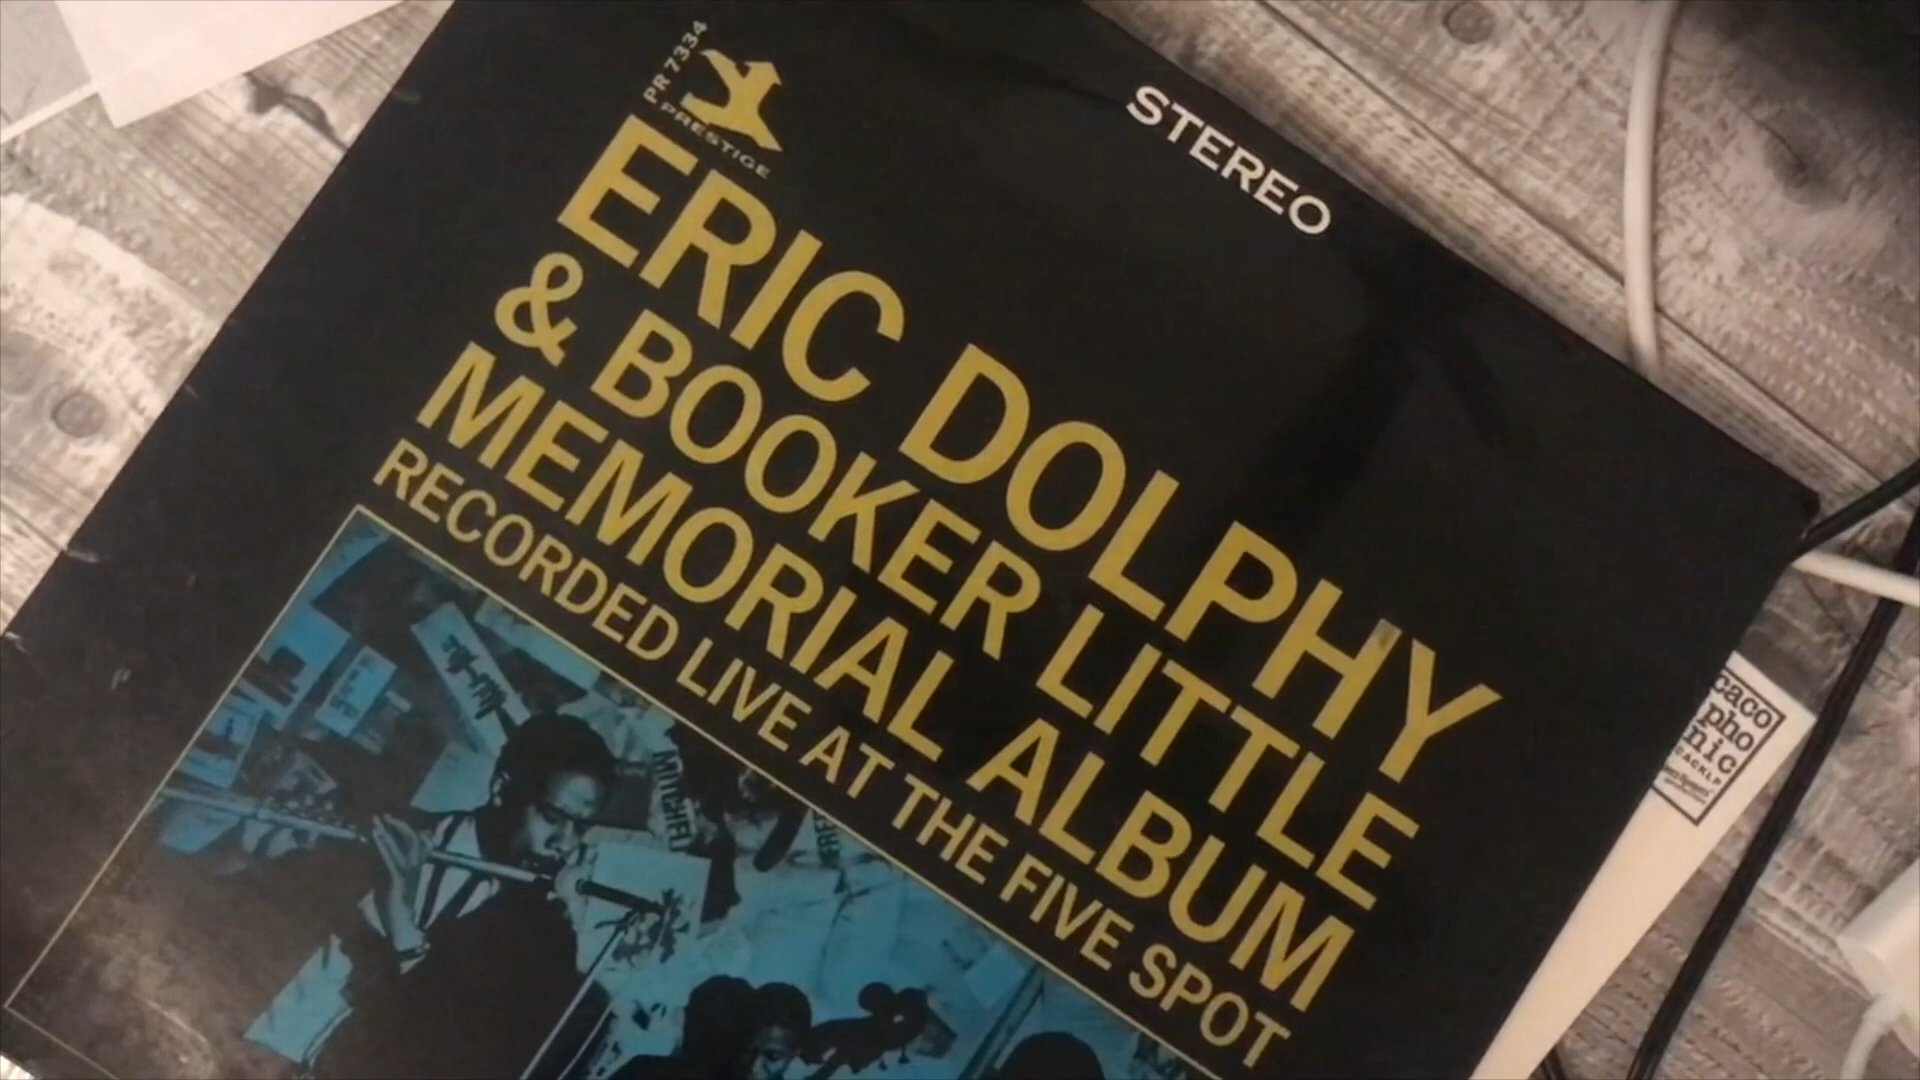 PR 7334
PRESTIGE
STEREO
ERIC DOLPHY
& BOOKER LITTLE
MEMORIAL ALBUM
RECORDED LIVE AT THE FIVE SPOT
caco
pho
nic